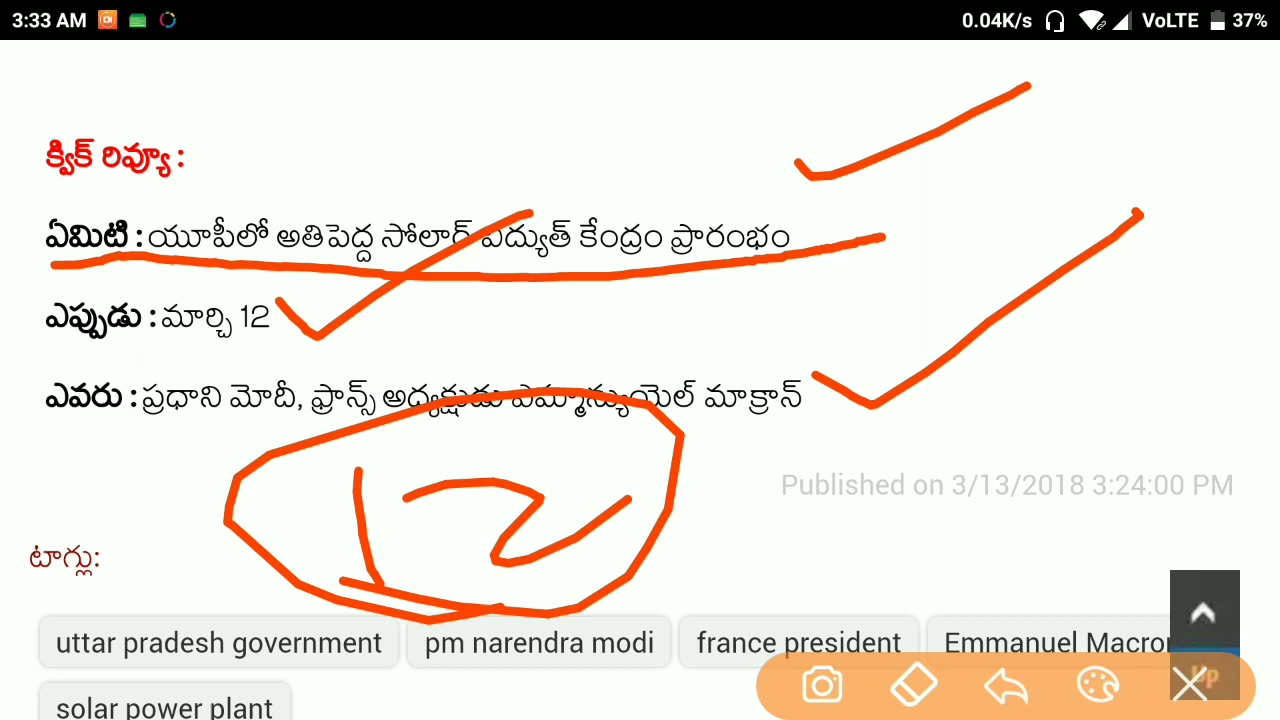 3:33 AM 0.04K/s VoLTE 37%
క్విక్ రివ్యూ :
ఏమిటి : యూపీలో అతిపెద్ద సోలార్ విద్యుత్ కేంద్రం ప్రారంభం
ఎప్పుడు : మార్చి 12
ఎవరు : ప్రధాని మోదీ, ఫ్రాన్స్ అధ్యక్షుడు ఎమ్మాన్యుయెల్ మాక్రాన్
12
Published on 3/13/2018 3:24:00 PM
టాగ్లు:
uttar pradesh government pm narendra modi france president Emmanuel Macron
Up
solar power plant